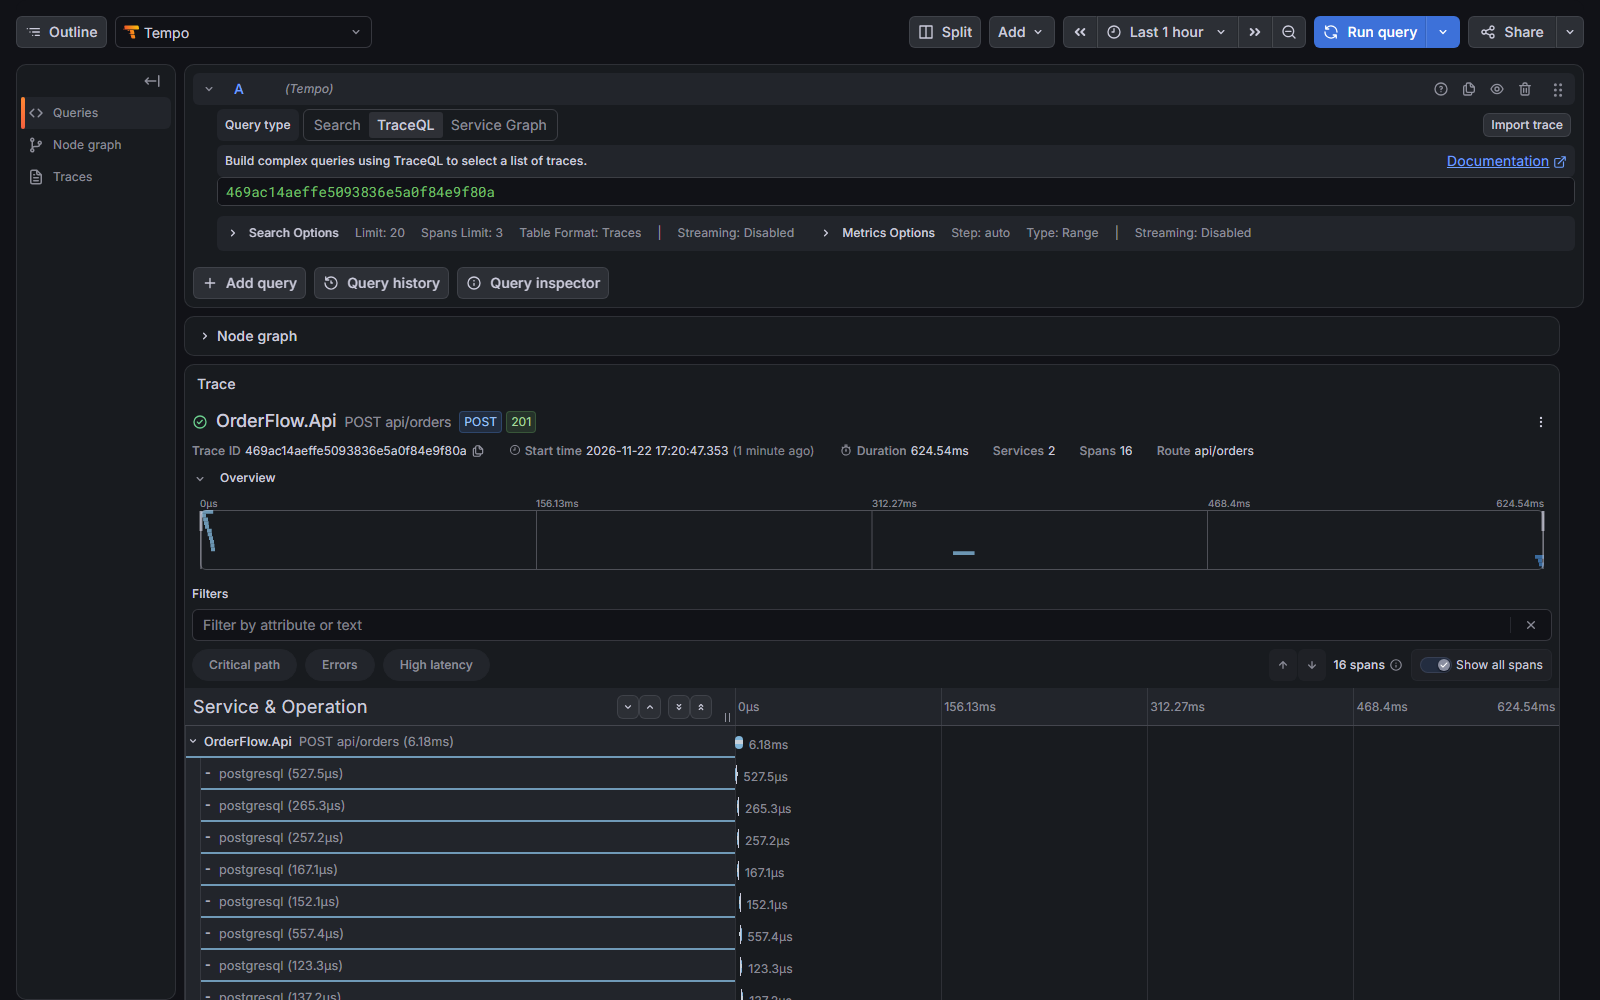 Outline
Tempo
Split
Add
Last 1 hour
Run query
Share
Queries
Node graph
Traces
A (Tempo)
Query type Search TraceQL Service Graph Import trace
Build complex queries using TraceQL to select a list of traces. Documentation
469ac14aeffe5093836e5a0f84e9f80a
Search Options Limit: 20 Spans Limit: 3 Table Format: Traces | Streaming: Disabled Metrics Options Step: auto Type: Range | Streaming: Disabled
Add query Query history Query inspector
Node graph
Trace
OrderFlow.Api POST api/orders POST 201
Trace ID 469ac14aeffe5093836e5a0f84e9f80a Start time 2026-11-22 17:20:47.353 (1 minute ago) Duration 624.54ms Services 2 Spans 16 Route api/orders
Overview
0µs 156.13ms 312.27ms 468.4ms 624.54ms
Filters
Filter by attribute or text
Critical path Errors High latency 16 spans Show all spans
Service & Operation 0µs 156.13ms 312.27ms 468.4ms 624.54ms
OrderFlow.Api POST api/orders (6.18ms) 6.18ms
- postgresql (527.5µs) 527.5µs
- postgresql (265.3µs) 265.3µs
- postgresql (257.2µs) 257.2µs
- postgresql (167.1µs) 167.1µs
- postgresql (152.1µs) 152.1µs
- postgresql (557.4µs) 557.4µs
- postgresql (123.3µs) 123.3µs
- postgresql (137.2µs) 137.2µs